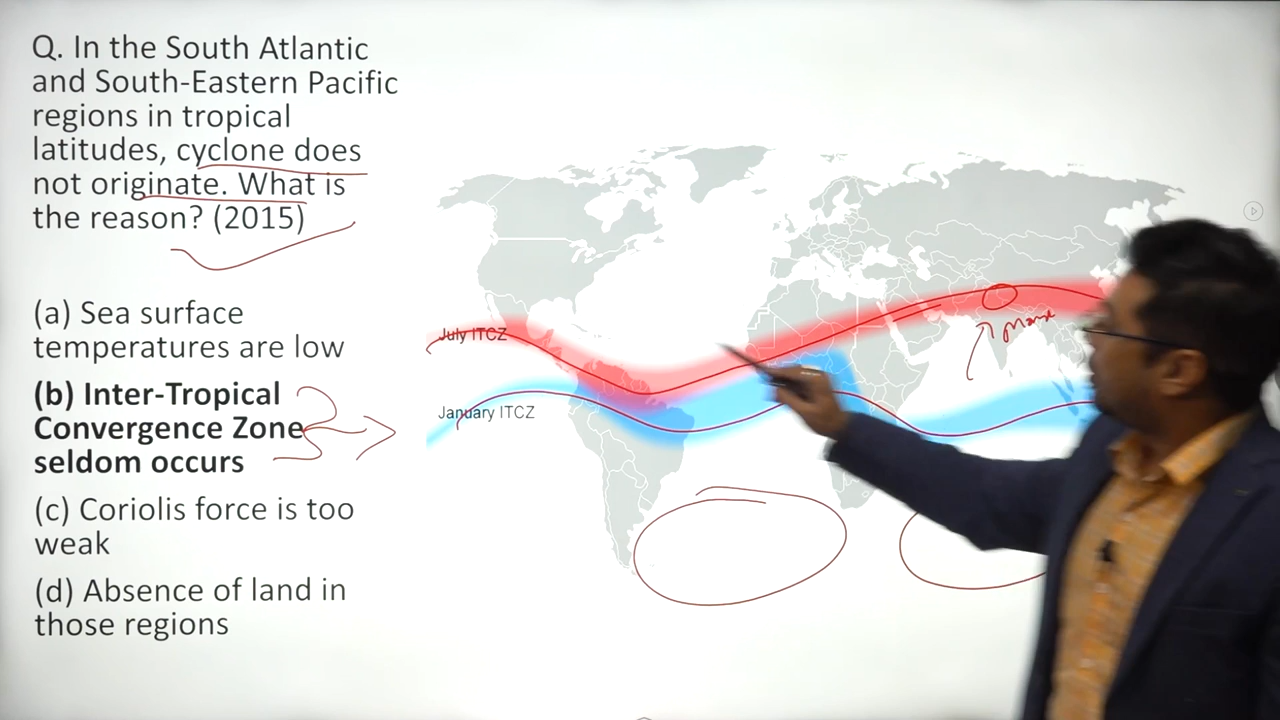 Q. In the South Atlantic
and South-Eastern Pacific
regions in tropical
latitudes, cyclone does
not originate. What is
the reason? (2015)
(a) Sea surface
temperatures are low
(b) Inter-Tropical
Convergence Zone
seldom occurs
(c) Coriolis force is too
weak
(d) Absence of land in
those regions
July ITCZ
January ITCZ